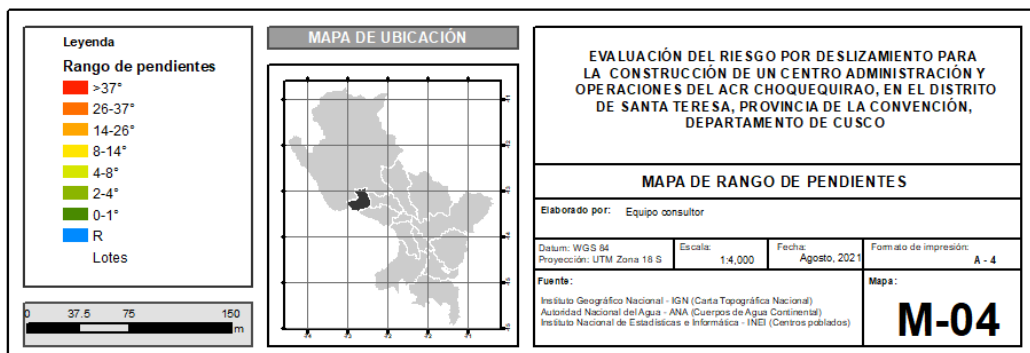 Leyenda
Rango de pendientes
>37°
26-37°
14-26°
8-14°
4-8°
2-4°
0-1°
R
Lotes
0 37.5 75 150
m
MAPA DE UBICACIÓN
EVALUACIÓN DEL RIESGO POR DESLIZAMIENTO PARA
LA CONSTRUCCIÓN DE UN CENTRO ADMINISTRACIÓN Y
OPERACIONES DEL ACR CHOQUEQUIRAO, EN EL DISTRITO
DE SANTA TERESA, PROVINCIA DE LA CONVENCIÓN,
DEPARTAMENTO DE CUSCO
MAPA DE RANGO DE PENDIENTES
Elaborado por: Equipo consultor
Datum: WGS 84
Proyección: UTM Zona 18 S
Escala:
1:4,000
Fecha:
Agosto, 2021
Formato de impresión:
A - 4
Fuente:
Instituto Geográfico Nacional - IGN (Carta Topográfica Nacional)
Autoridad Nacional del Agua - ANA (Cuerpos de Agua Continental)
Instituto Nacional de Estadísticas e Informática - INEI (Centros poblados)
Mapa:
M-04